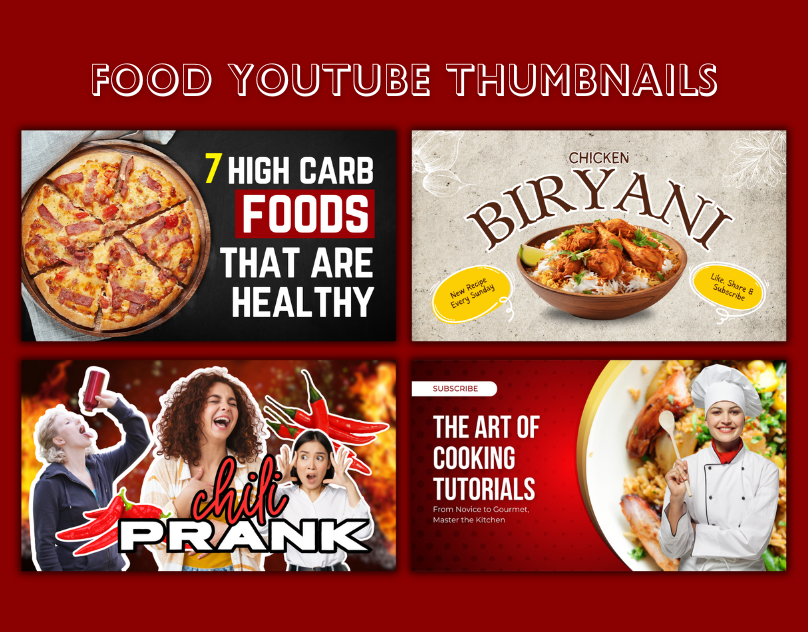 FOOD YOUTUBE THUMBNAILS
7 HIGH CARB
FOODS
THAT ARE
HEALTHY
CHICKEN
BIRYANI
New Recipe
Every Sunday
Like, Share &
Subscribe
chili
PRANK
SUBSCRIBE
THE ART OF
COOKING
TUTORIALS
From Novice to Gourmet,
Master the Kitchen